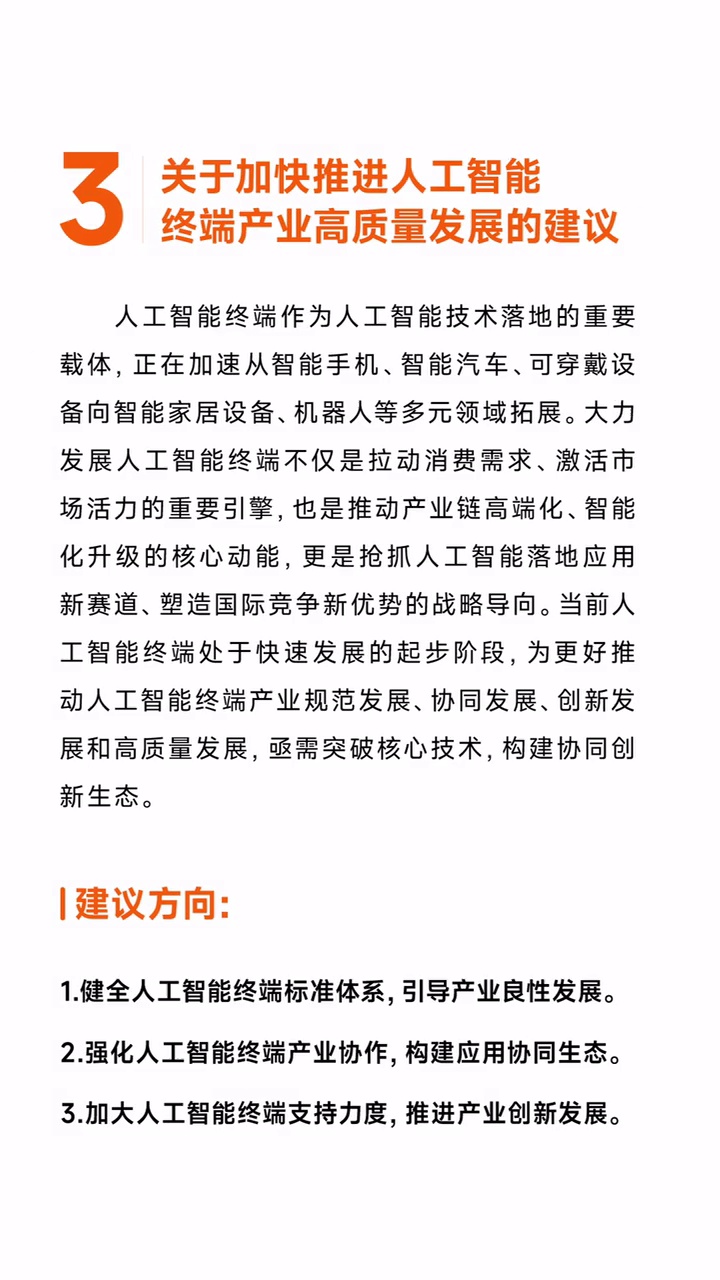 3
关于加快推进人工智能
终端产业高质量发展的建议
人工智能终端作为人工智能技术落地的重要
载体，正在加速从智能手机、智能汽车、可穿戴设
备向智能家居设备、机器人等多元领域拓展。大力
发展人工智能终端不仅是拉动消费需求、激活市
场活力的重要引擎，也是推动产业链高端化、智能
化升级的核心动能，更是抢抓人工智能落地应用
新赛道、塑造国际竞争新优势的战略导向。当前人
工智能终端处于快速发展的起步阶段，为更好推
动人工智能终端产业规范发展、协同发展、创新发
展和高质量发展，亟需突破核心技术，构建协同创
新生态。
建议方向：
1.健全人工智能终端标准体系，引导产业良性发展。
2.强化人工智能终端产业协作，构建应用协同生态。
3.加大人工智能终端支持力度，推进产业创新发展。